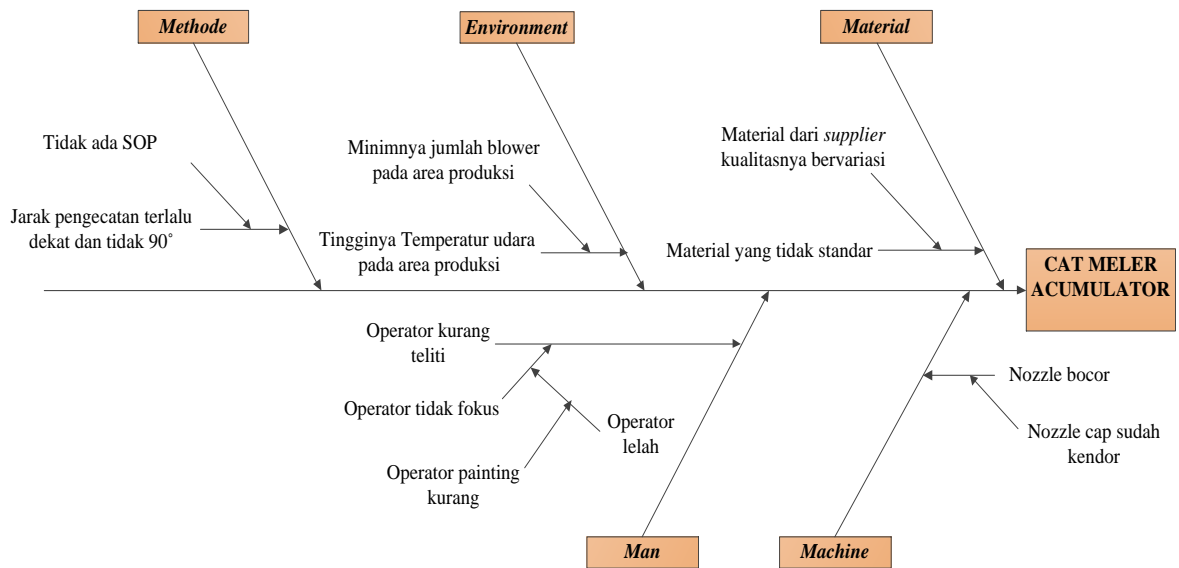 Methode
Environment
Material
Tidak ada SOP
Jarak pengecatan terlalu
dekat dan tidak 90˚
Minimnya jumlah blower
pada area produksi
Tingginya Temperatur udara
pada area produksi
Material dari supplier
kualitasnya bervariasi
Material yang tidak standar
CAT MELER
ACUMULATOR
Operator kurang
teliti
Operator tidak fokus
Operator
lelah
Operator painting
kurang
Nozzle bocor
Nozzle cap sudah
kendor
Man
Machine